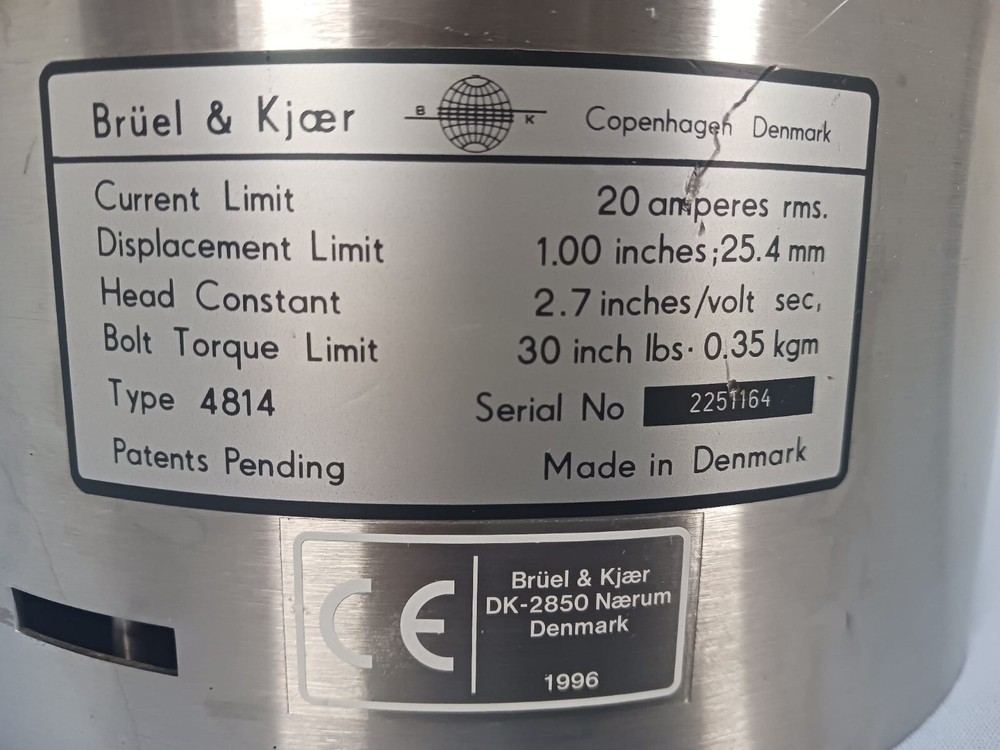 Brüel & Kjær B K Copenhagen Denmark
Current Limit 20 amperes rms.
Displacement Limit 1.00 inches; 25.4 mm
Head Constant 2.7 inches/volt sec,
Bolt Torque Limit 30 inch lbs· 0.35 kgm
Type 4814 Serial No 2251164
Patents Pending Made in Denmark
CE
Brüel & Kjær
DK-2850 Nærum
Denmark
1996